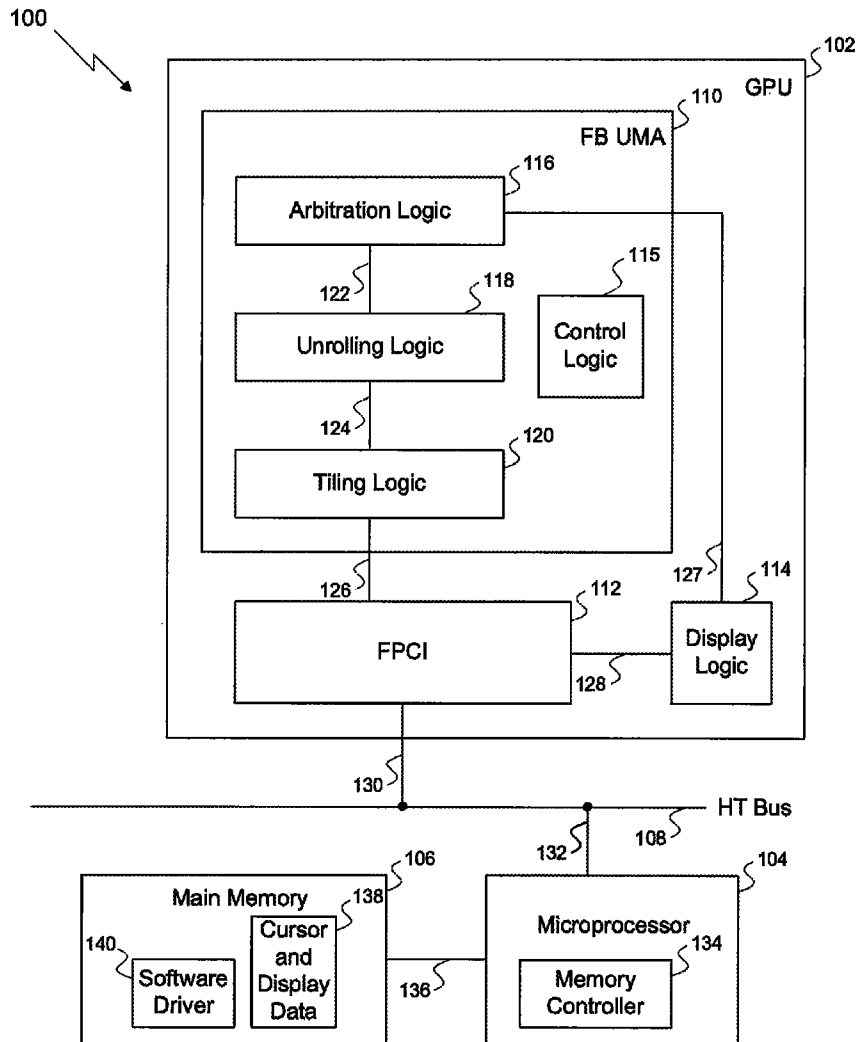 100
102
GPU
110
FB UMA
116
Arbitration Logic
122
118
115
Unrolling Logic
Control
Logic
124
120
Tiling Logic
126
127
112
114
FPCI
Display
Logic
128
130
HT Bus
108
132
106
104
Main Memory
138
Microprocessor
140
Cursor
and
Display
Data
134
Software
Driver
136
Memory
Controller